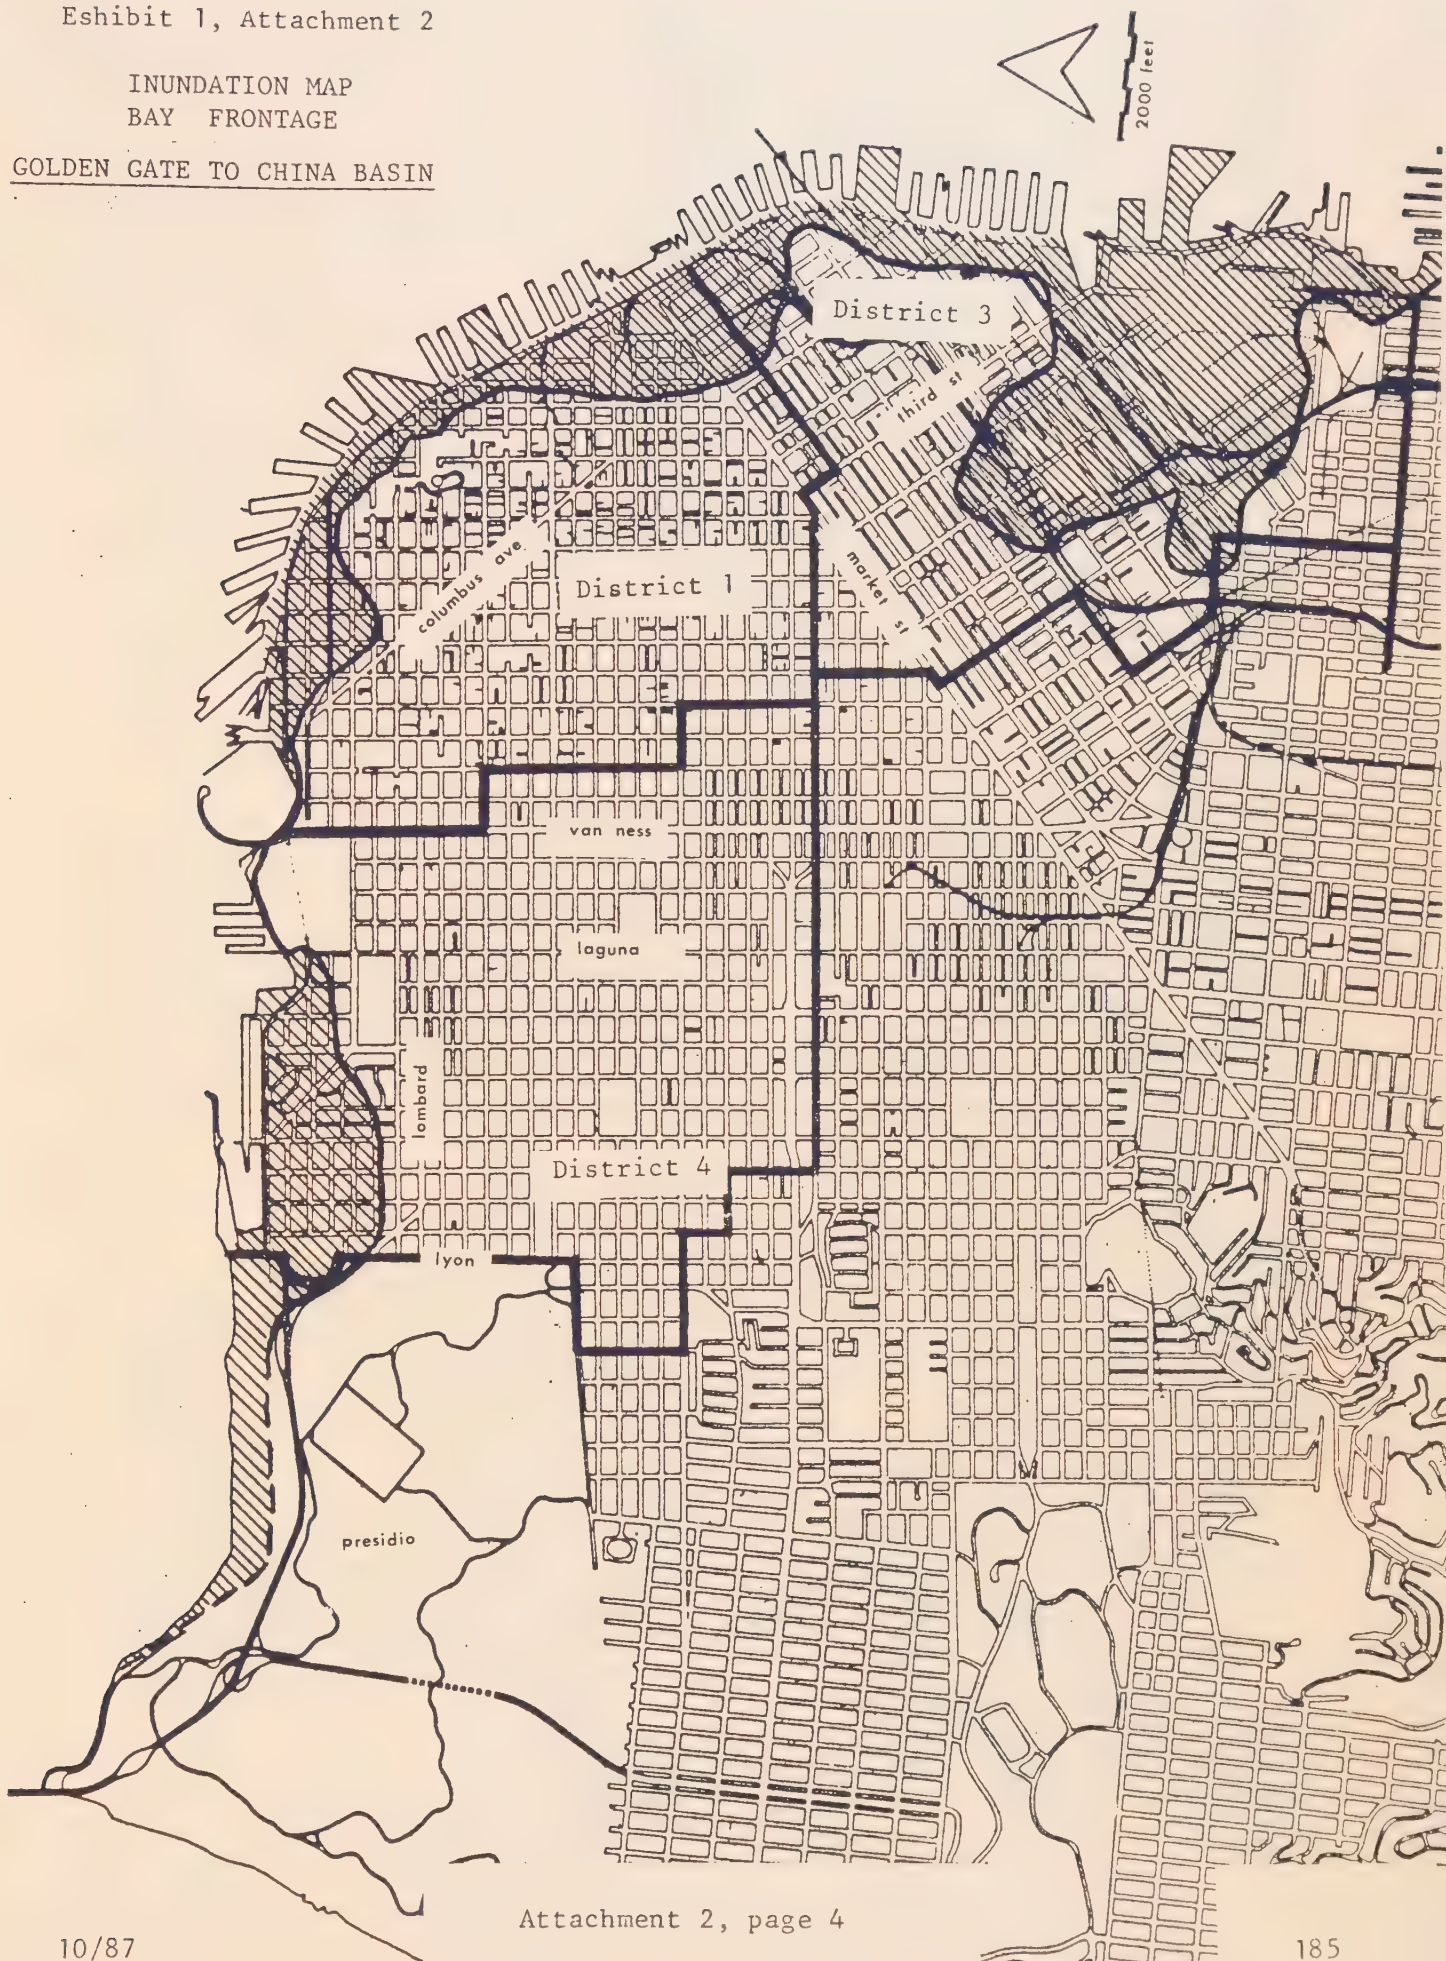 Eshibit 1, Attachment 2
INUNDATION MAP
BAY FRONTAGE
GOLDEN GATE TO CHINA BASIN
2000 feet
District 3
third st
columbus ave
District 1
market st
van ness
laguna
lombard
District 4
lyon
presidio
Attachment 2, page 4
10/87
185